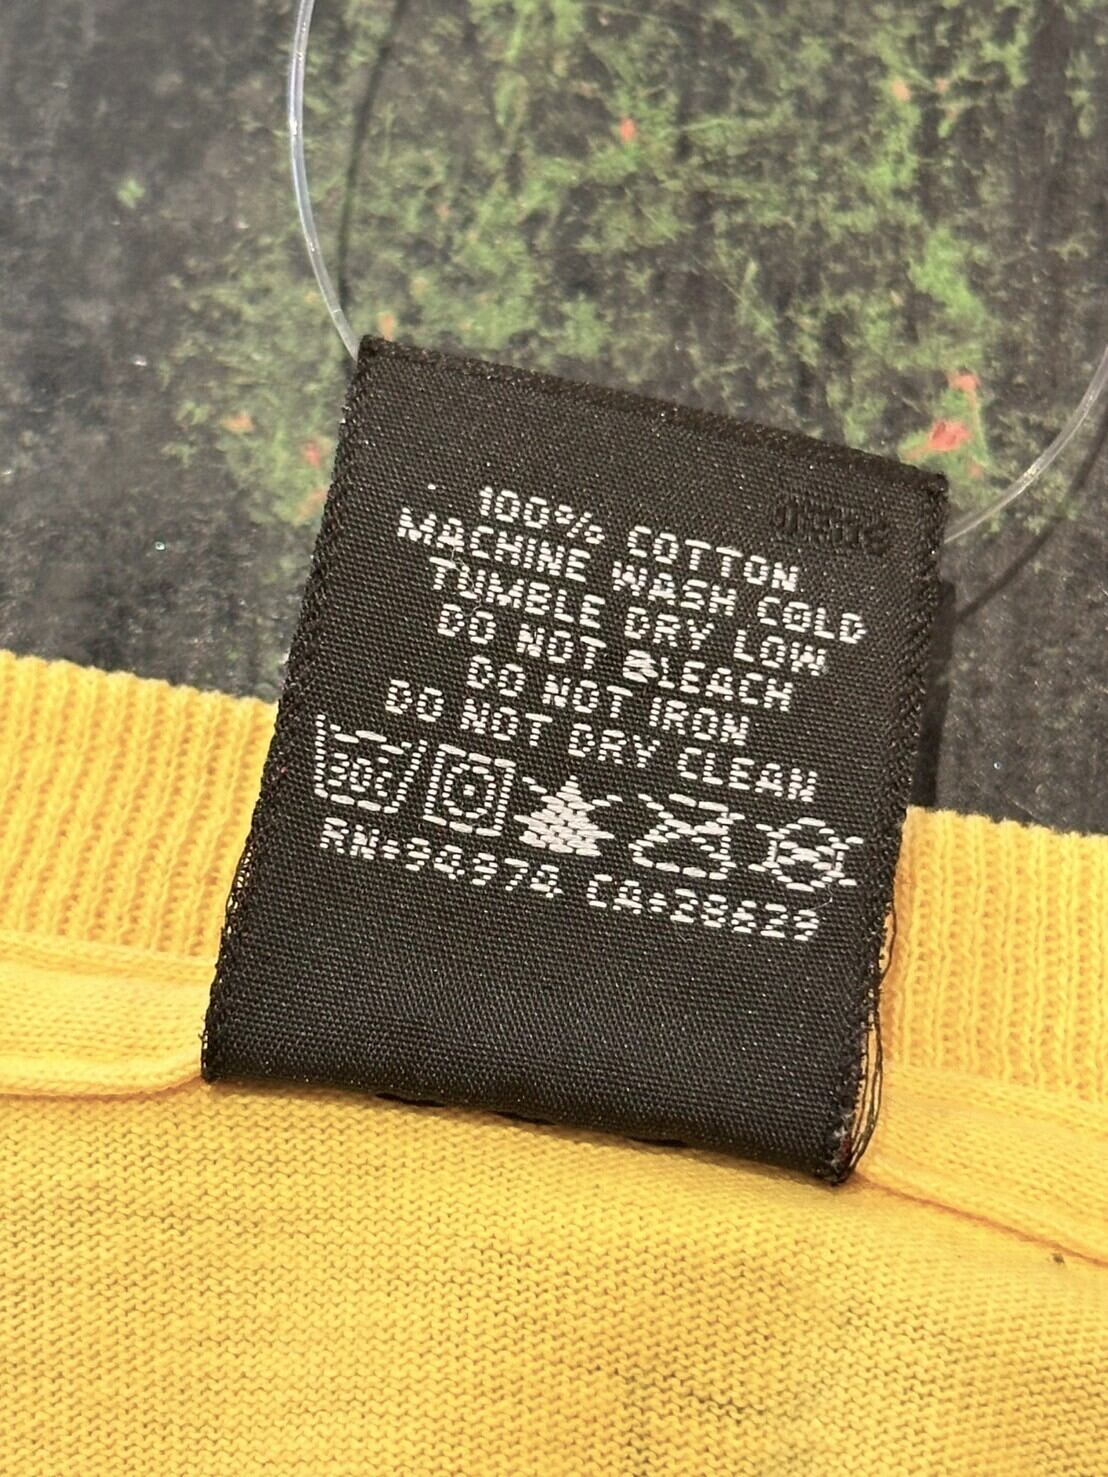 100% COTTON
MACHINE WASH COLD
TUMBLE DRY LOW
DO NOT BLEACH
DO NOT IRON
DO NOT DRY CLEAN
30c
RN•94974 CA•28629